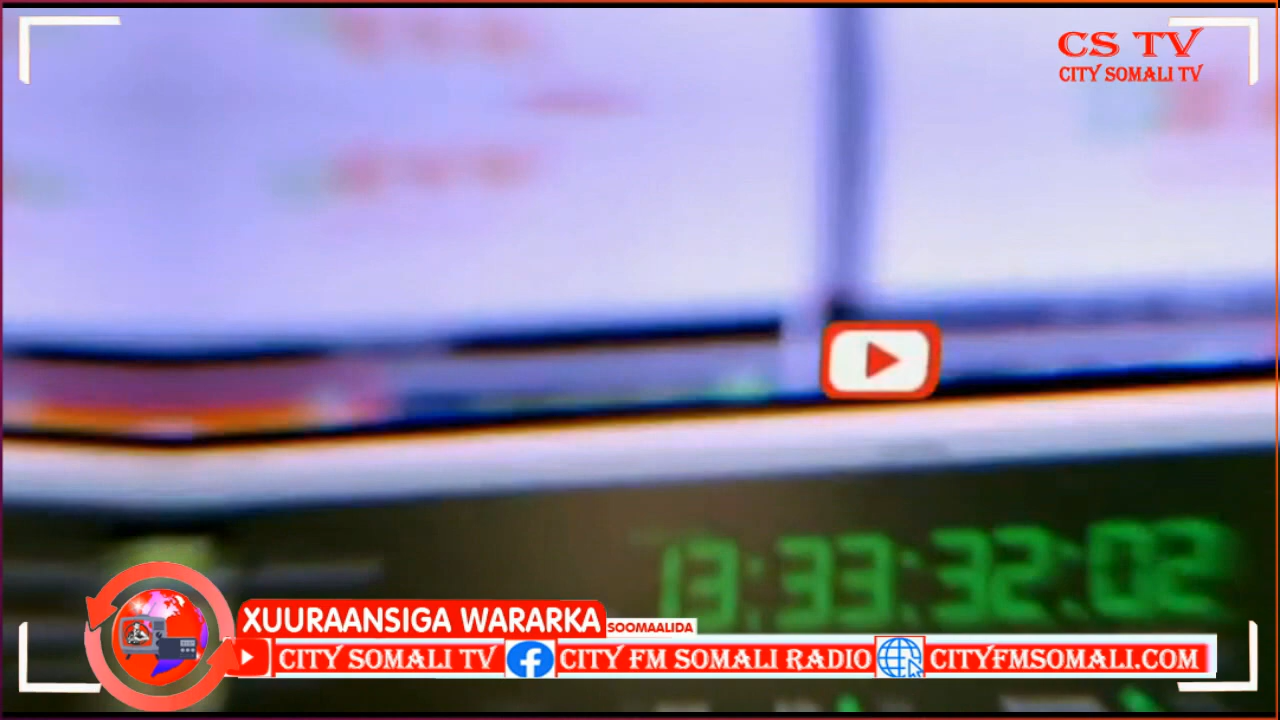 CS TV
CITY SOMALI TV
13:33:32:02
XUURAANSIGA WARARKA
SOOMAALIDA
CITY SOMALI TV CITY FM SOMALI RADIO CITYFMSOMALI.COM